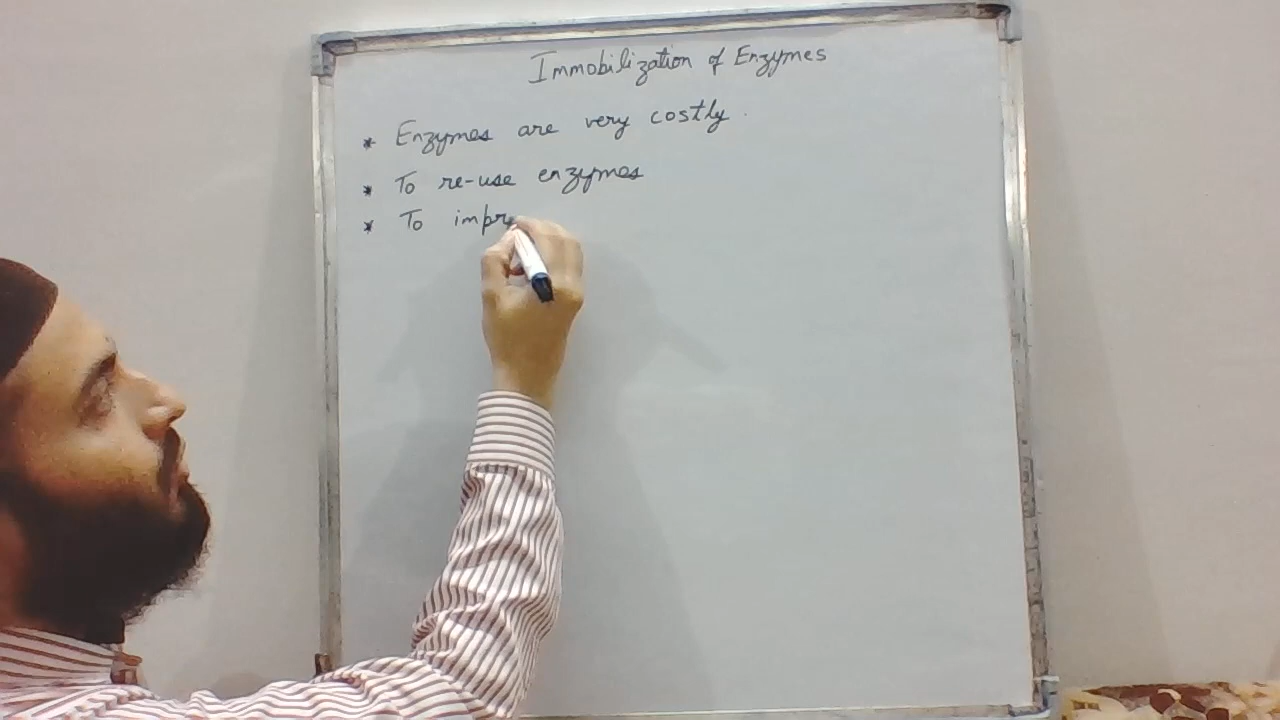 Immobilization of Enzymes
* Enzymes are very costly.
* To re-use enzymes
* To impr